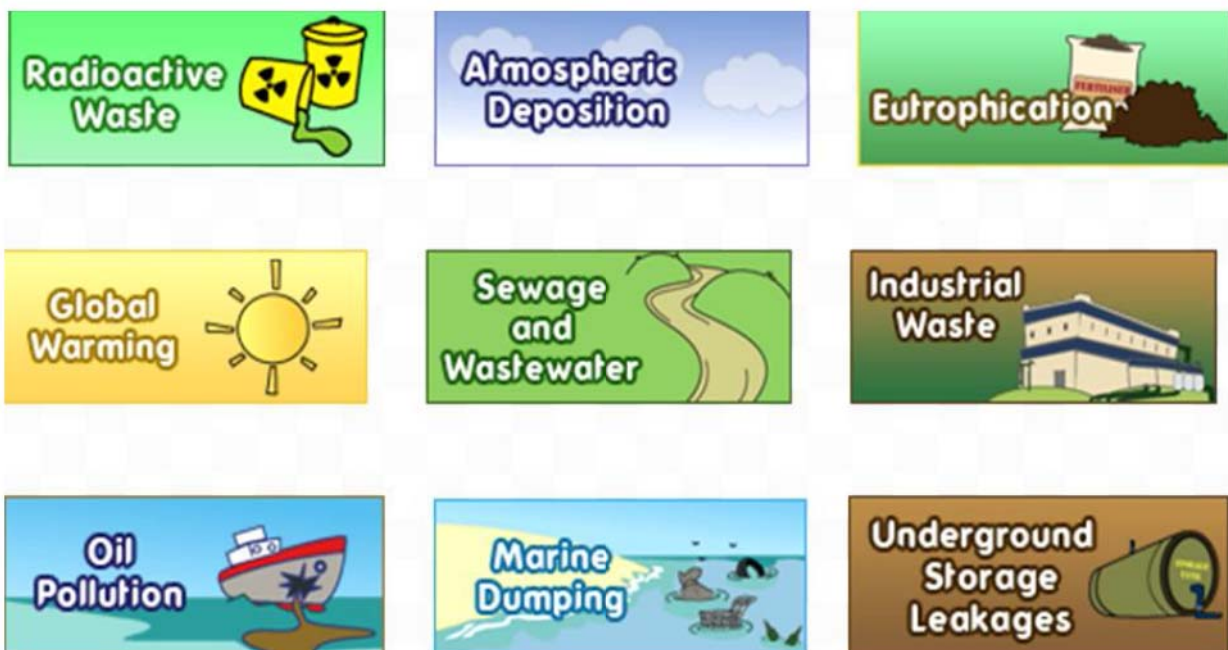 Radioactive
Waste
Atmospheric
Deposition
FERTILISER
Eutrophication
Global
Warming
Sewage
and
Wastewater
Industrial
Waste
Oil
Pollution
Marine
Dumping
Underground
Storage
Leakages